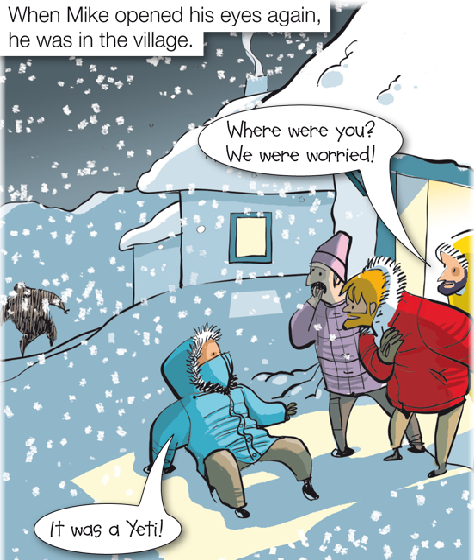 When Mike opened his eyes again,
he was in the village.
Where were you?
We were worried!
It was a Yeti!